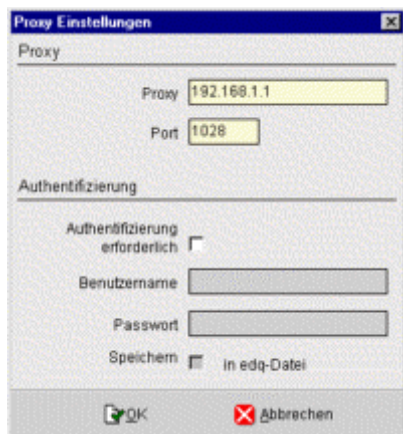 Proxy Einstellungen
Proxy
Proxy 192.168.1.1
Port 1028
Authentifizierung
Authentifizierung
erforderlich
Benutzername
Passwort
Speichern in edq-Datei
OK Abbrechen